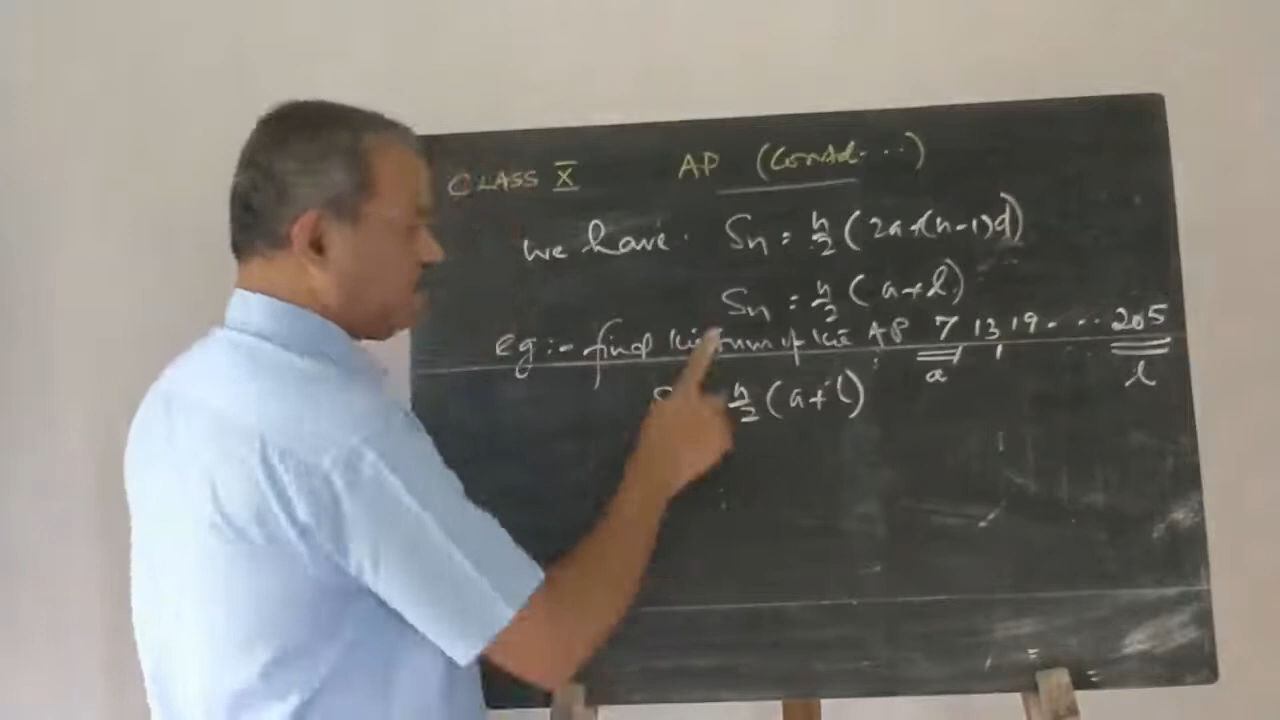 CLASS X AP (Contd...)
we have. Sn = n/2 (2a+(n-1)d)
Sn = n/2 (a+l)
eg:- find the sum of the AP 7 13 19 - ... 205
a l
n/2 (a+l)